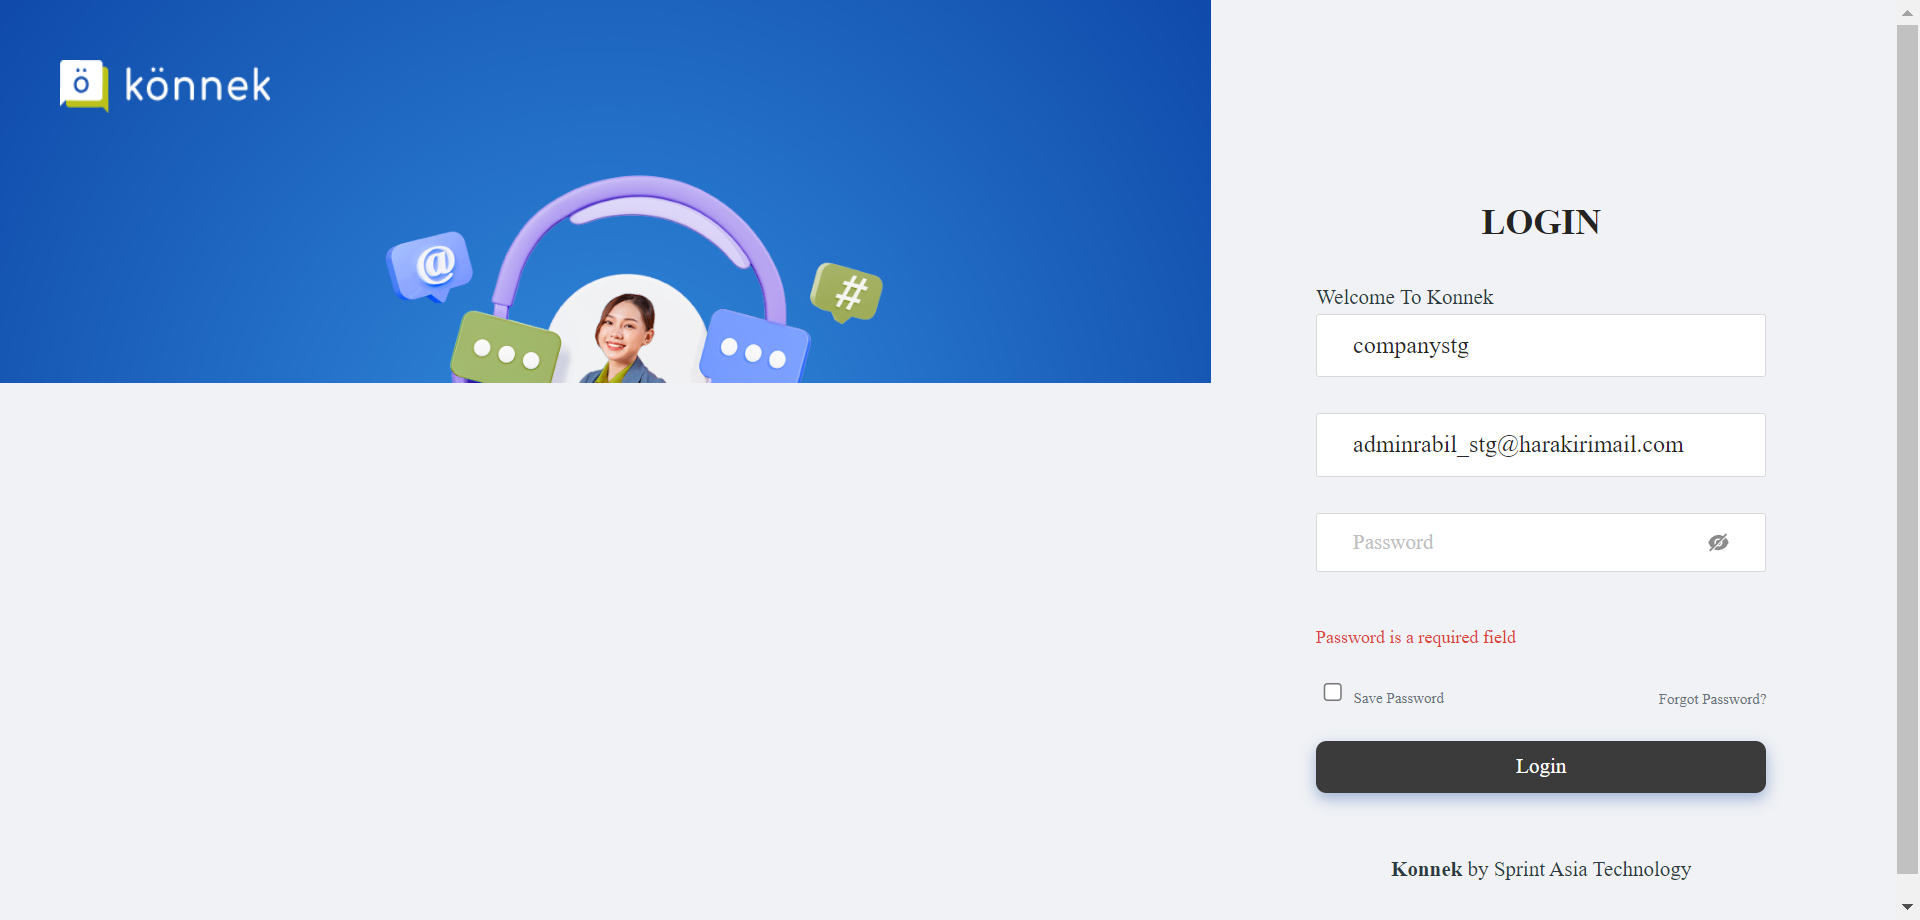 ö könnek
@
#
LOGIN
Welcome To Konnek
companystg
adminrabil_stg@harakirimail.com
Password
Password is a required field
Save Password
Forgot Password?
Login
Konnek by Sprint Asia Technology